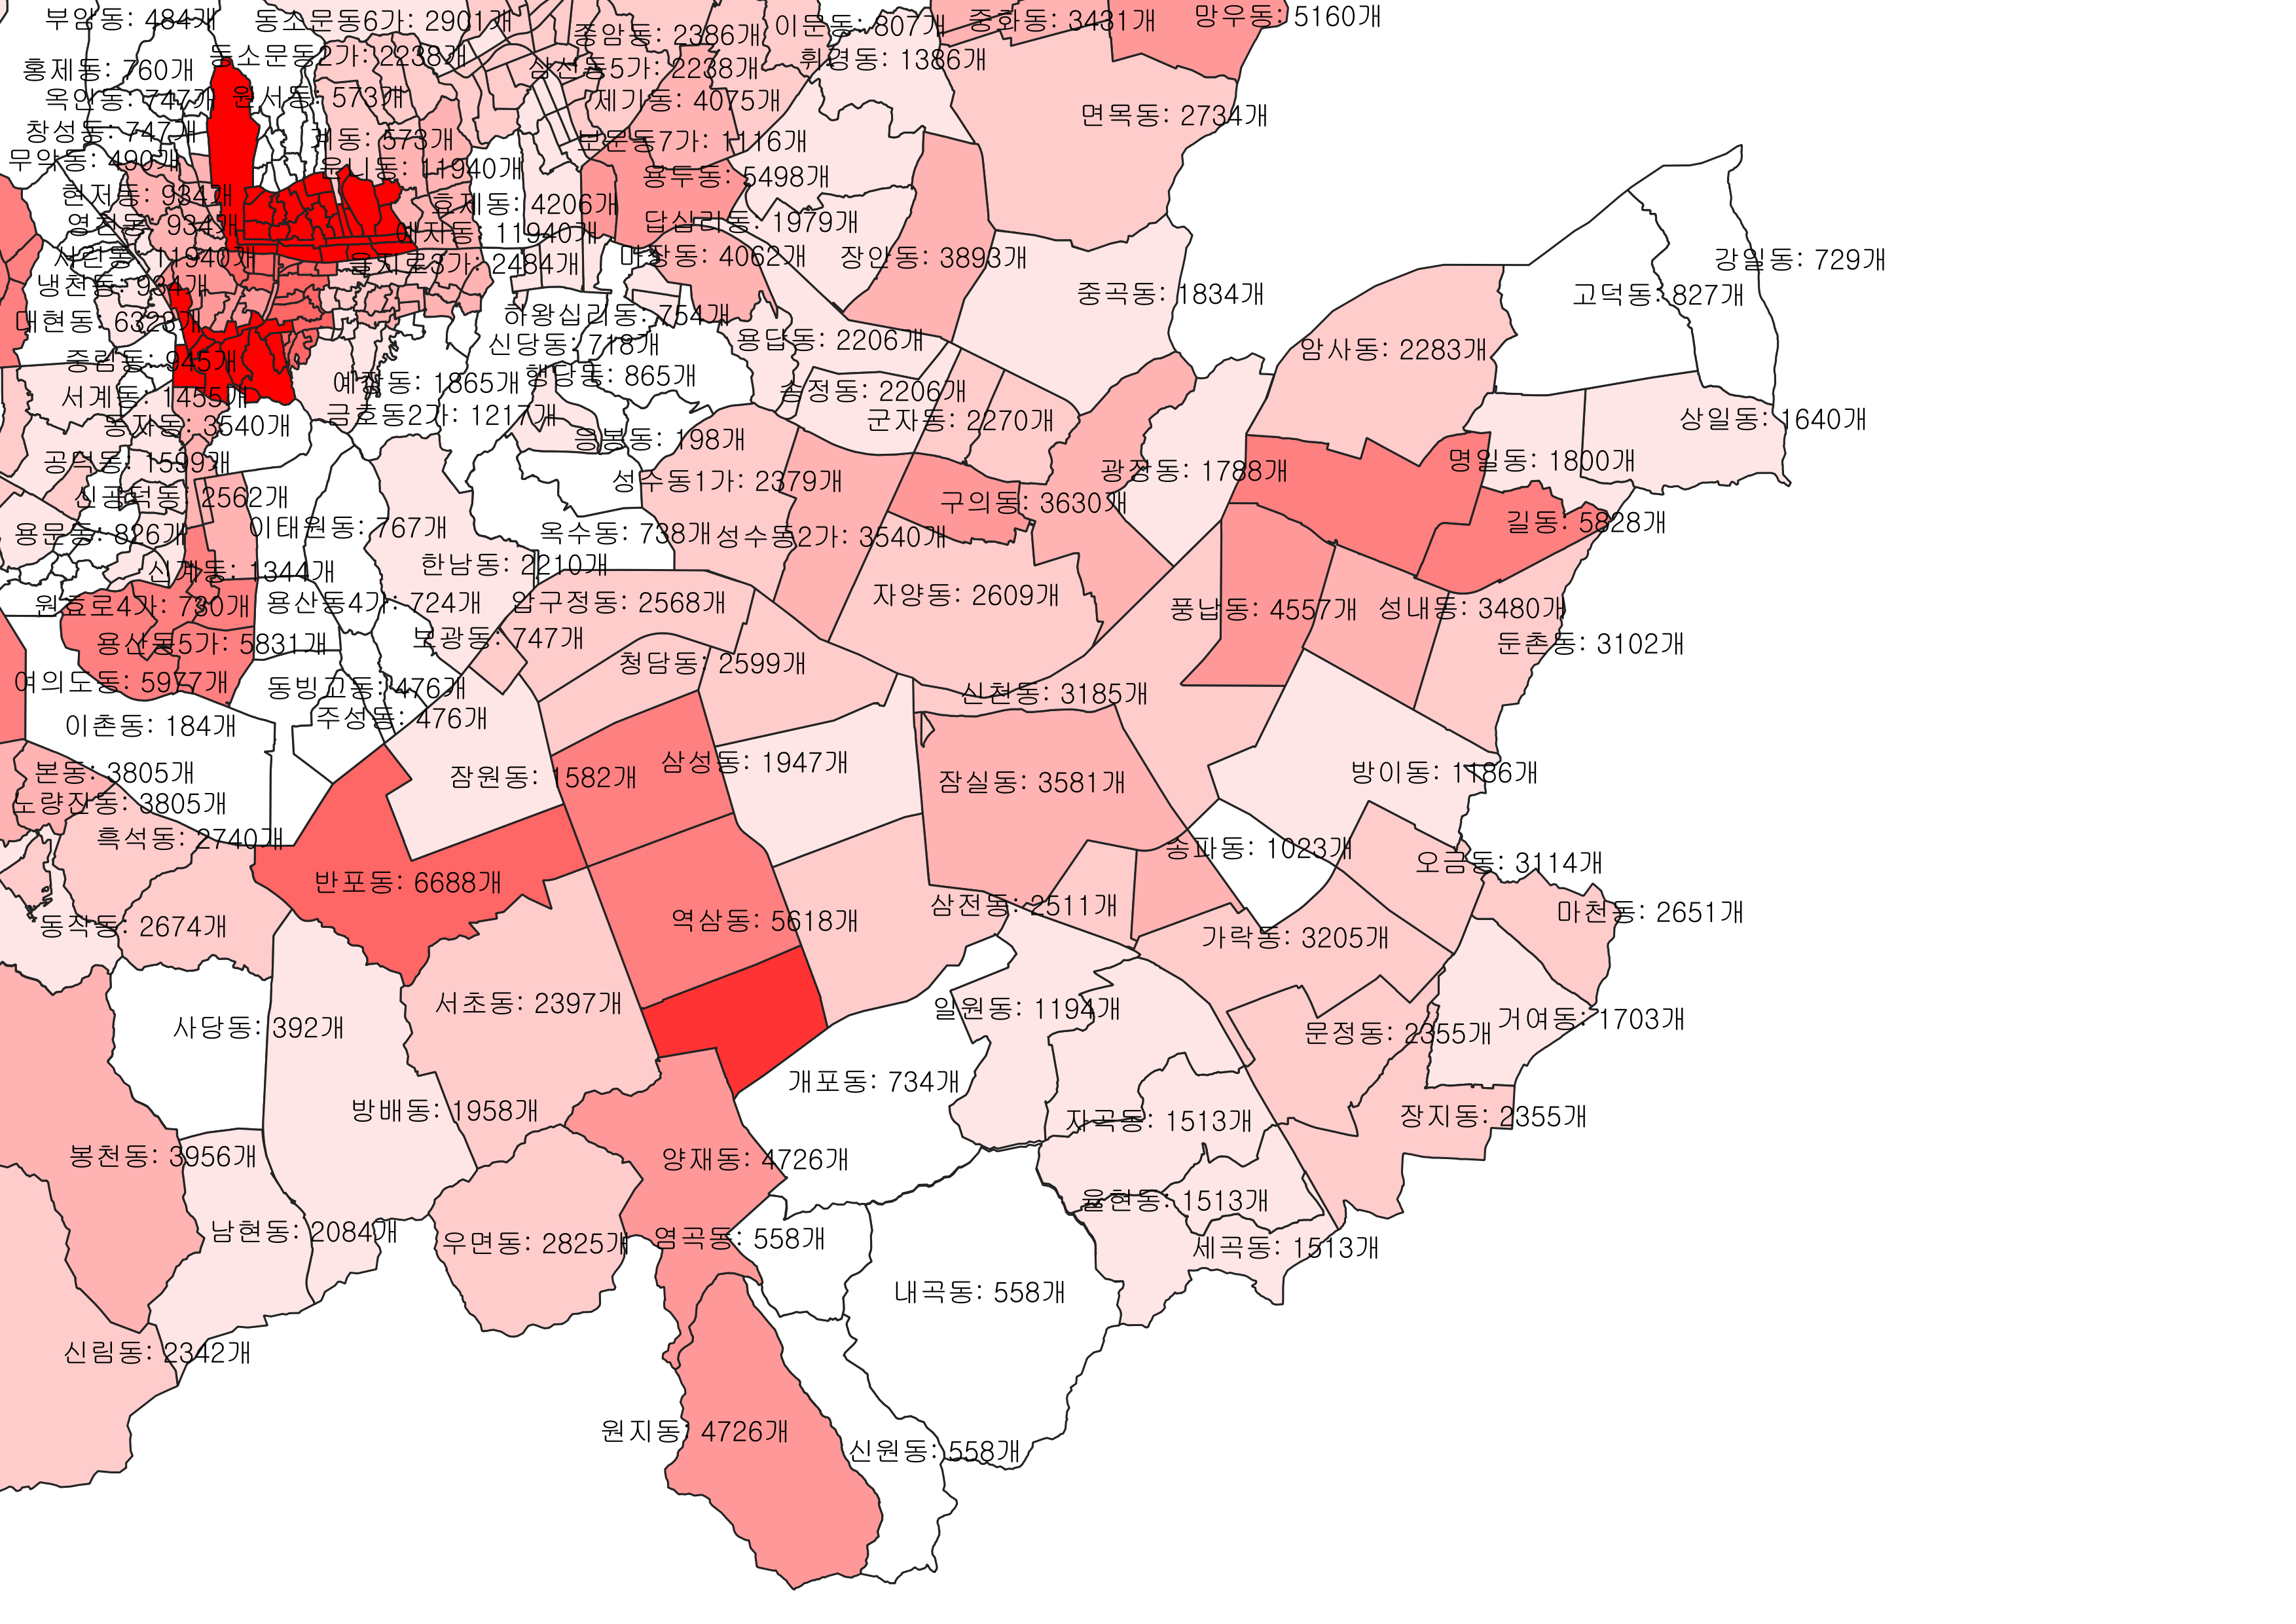 부암동: 484개
동소문동6가: 2901개
종암동: 2386개
이문동: 807개
중화동: 3431개
망우동: 5160개
홍제동: 760개
동소문동2가: 2238개
삼선동5가: 2238개
휘경동: 1386개
옥인동: 747개
원서동: 573개
제기동: 4075개
면목동: 2734개
창성동: 747개
계동: 573개
보문동7가: 1116개
무악동: 490개
운니동: 11940개
용두동: 5498개
현저동: 934개
효제동: 4206개
답십리동: 1979개
영천동: 934개
예지동: 11940개
서린동: 11940개
을지로3가: 2484개
마장동: 4062개
장안동: 3893개
강일동: 729개
냉천동: 934개
중곡동: 1834개
고덕동: 827개
대현동: 6323개
하왕십리동: 754개
신당동: 718개
용답동: 2206개
암사동: 2283개
중림동: 945개
예장동: 1865개
행당동: 865개
송정동: 2206개
서계동: 1455개
금호동2가: 1217개
군자동: 2270개
상일동: 1640개
동자동: 3540개
응봉동: 198개
공덕동: 1599개
성수동1가: 2379개
광장동: 1788개
명일동: 1800개
신공덕동: 2562개
구의동: 3630개
용문동: 826개
이태원동: 767개
옥수동: 738개
성수동2가: 3540개
길동: 5828개
신계동: 1344개
한남동: 2210개
원효로4가: 730개
용산동4가: 724개
압구정동: 2568개
자양동: 2609개
풍납동: 4557개
성내동: 3480개
용산동5가: 5831개
보광동: 747개
청담동: 2599개
둔촌동: 3102개
여의도동: 5977개
동빙고동: 476개
신천동: 3185개
이촌동: 184개
주성동: 476개
본동: 3805개
잠원동: 1582개
삼성동: 1947개
잠실동: 3581개
방이동: 1186개
노량진동: 3805개
흑석동: 2740개
송파동: 1023개
오금동: 3114개
반포동: 6688개
동작동: 2674개
역삼동: 5618개
삼전동: 2511개
마천동: 2651개
가락동: 3205개
사당동: 392개
서초동: 2397개
일원동: 1194개
문정동: 2355개
거여동: 1703개
개포동: 734개
방배동: 1958개
자곡동: 1513개
장지동: 2355개
봉천동: 3956개
양재동: 4726개
율현동: 1513개
남현동: 2084개
우면동: 2825개
염곡동: 558개
세곡동: 1513개
내곡동: 558개
신림동: 2342개
원지동: 4726개
신원동: 558개